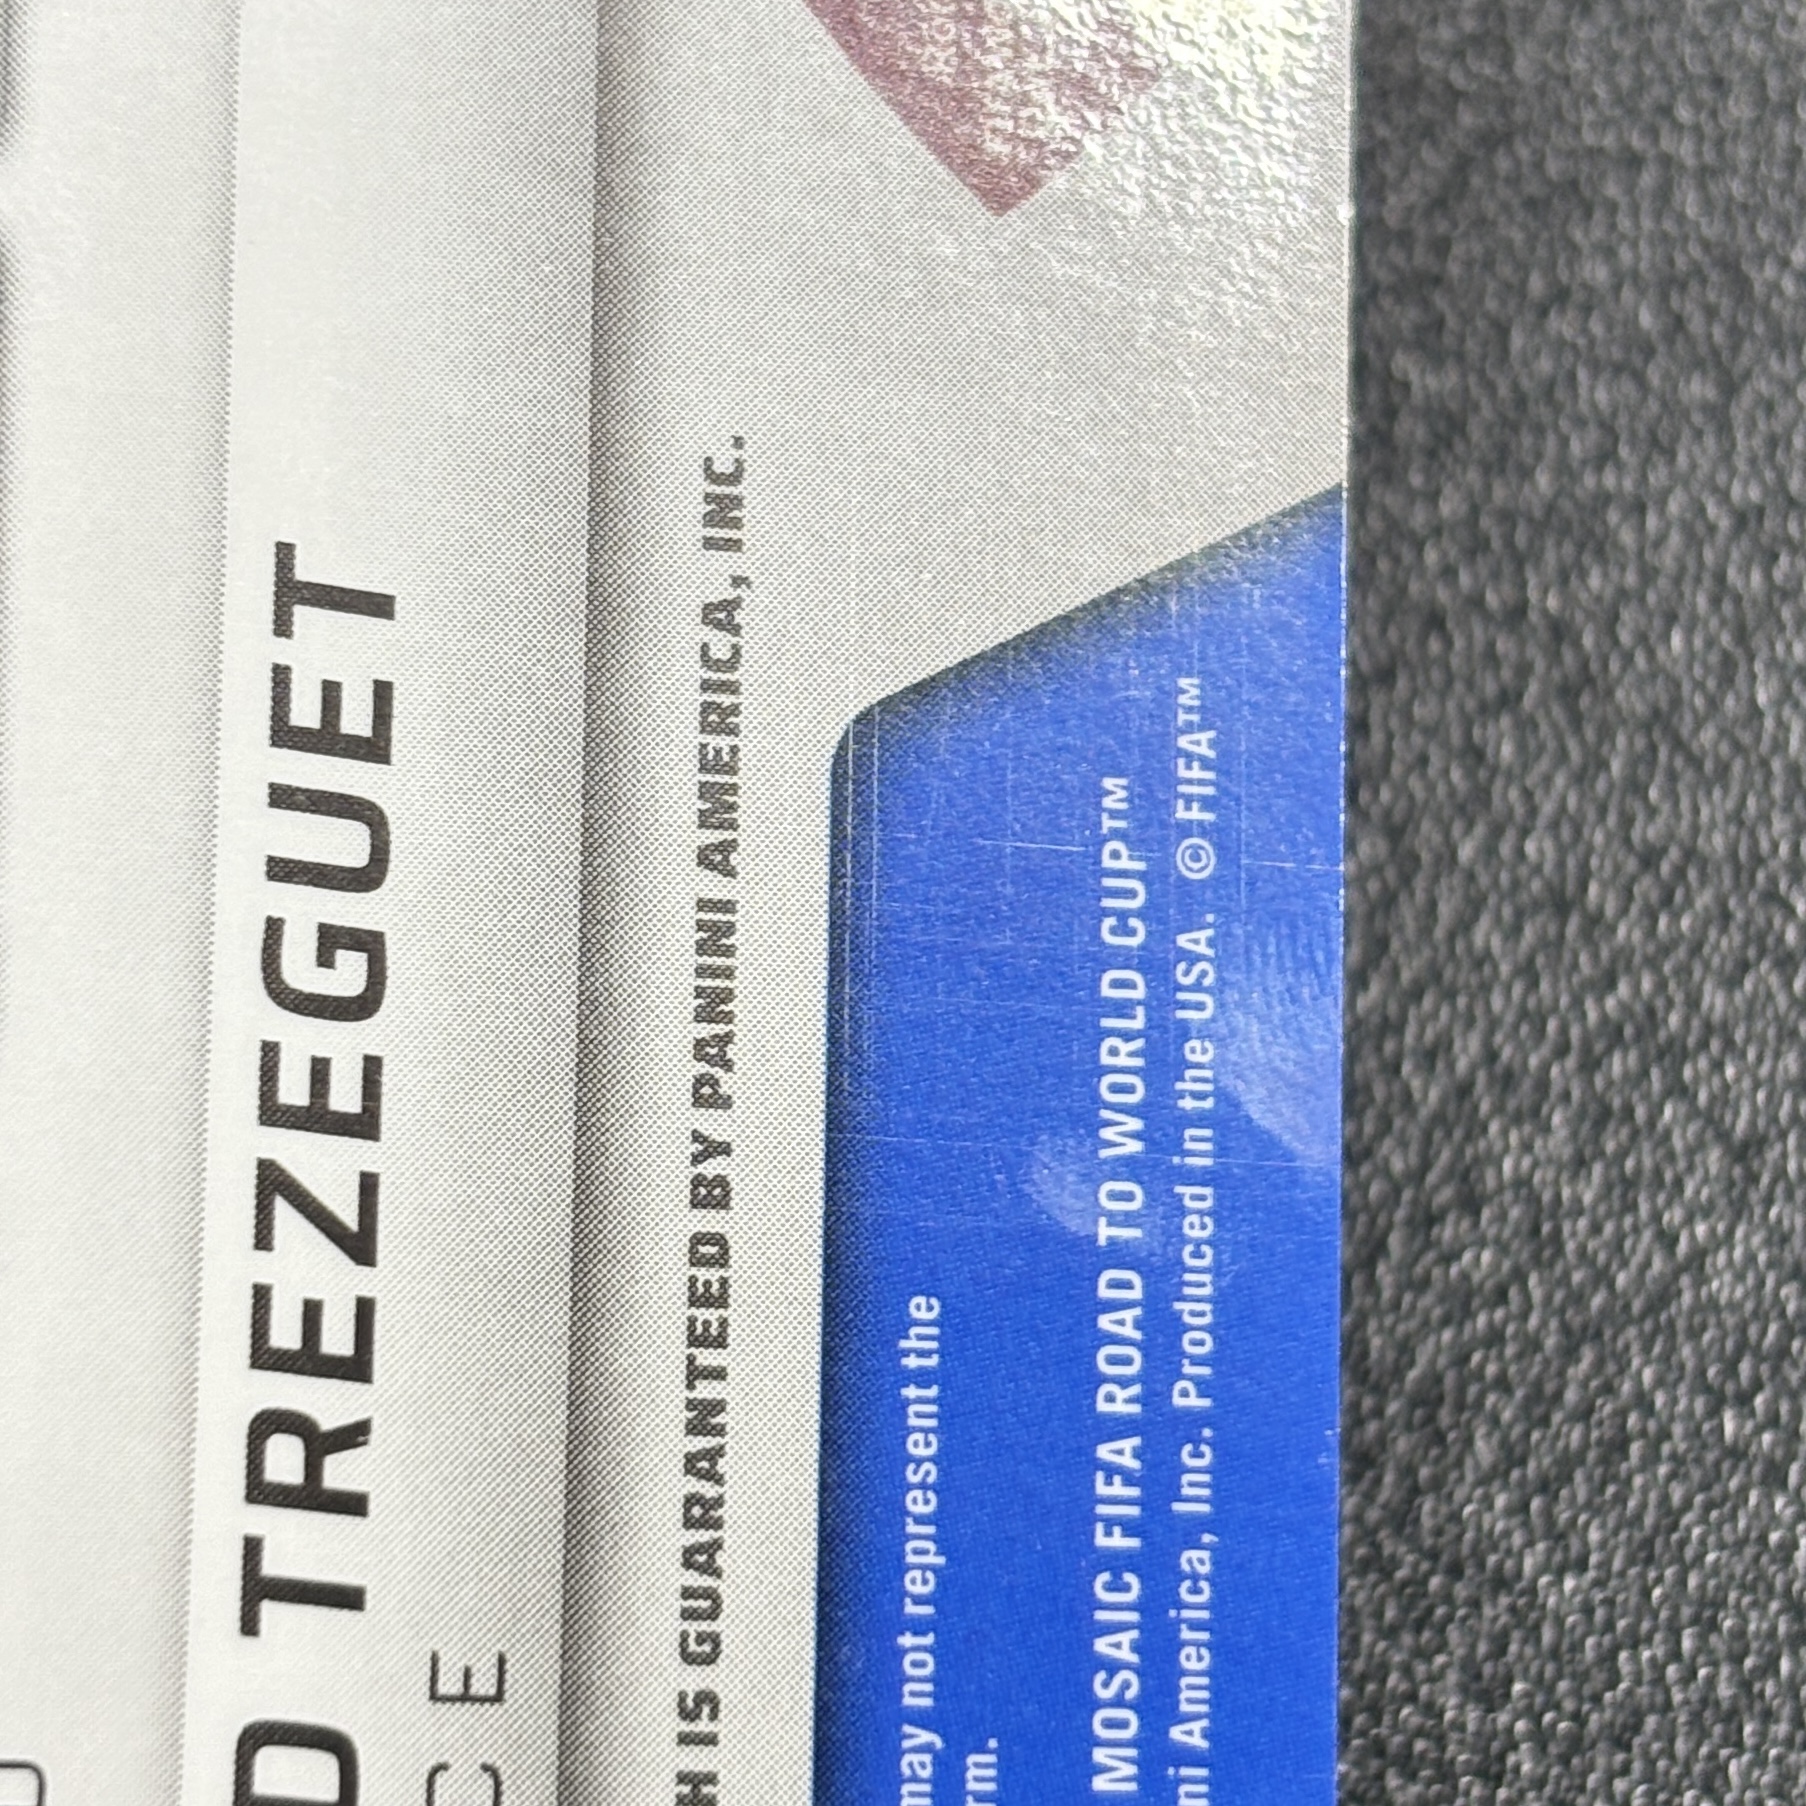 D TREZEGUET
CE
H IS GUARANTEED BY PANINI AMERICA, INC.
may not represent the
rm.
MOSAIC FIFA ROAD TO WORLD CUP™
ni America, Inc. Produced in the USA. © FIFA™